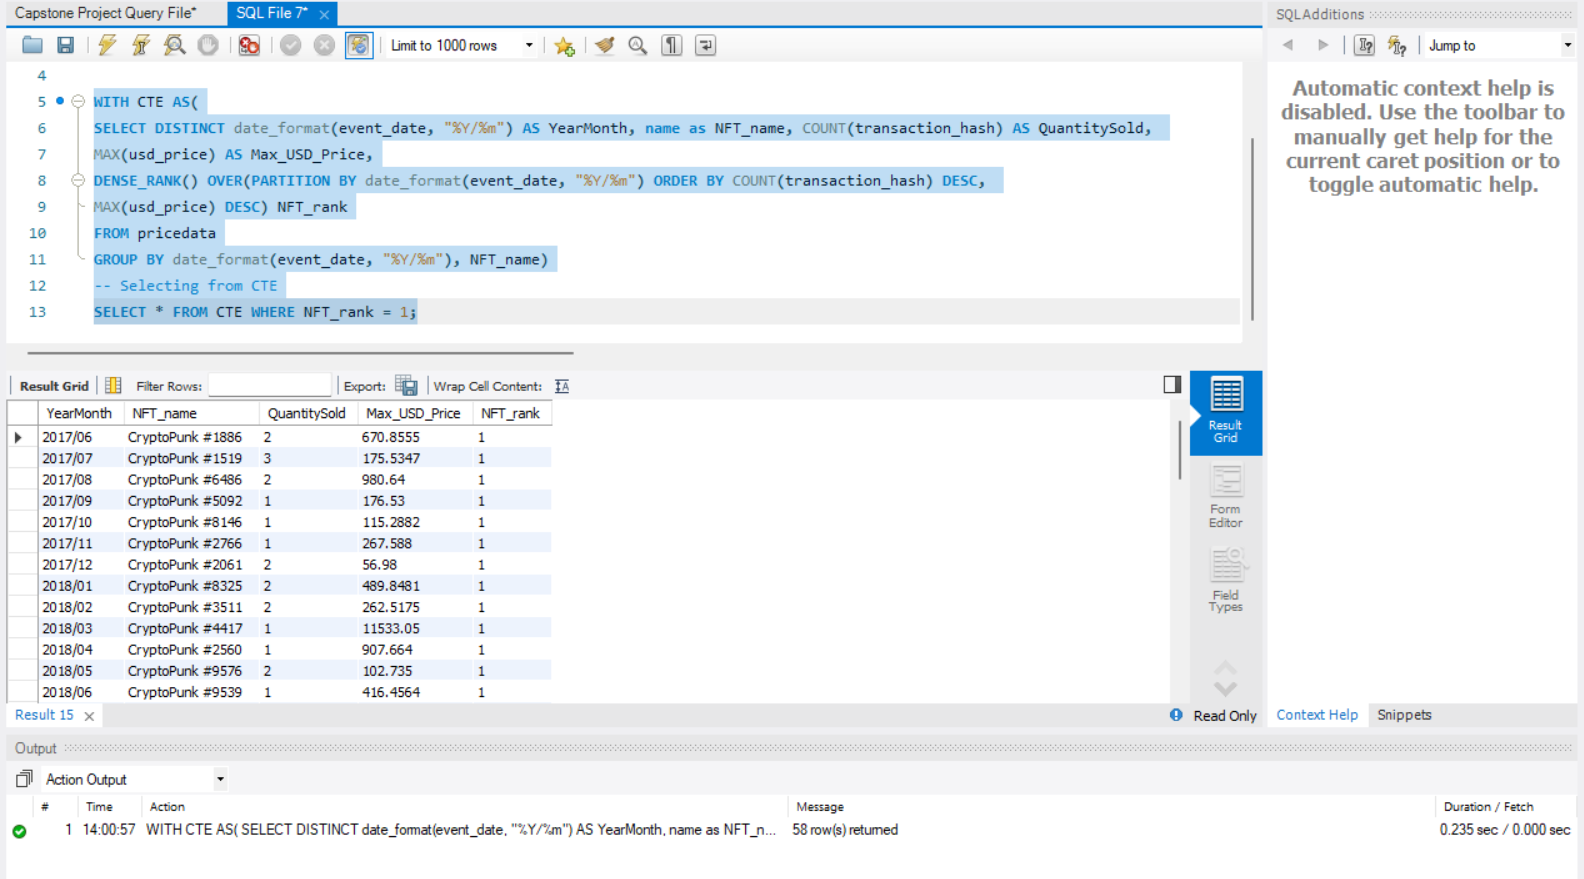 Capstone Project Query File*
SQL File 7* ×
Limit to 1000 rows
4
5 WITH CTE AS(
6 SELECT DISTINCT date_format(event_date, "%Y/%m") AS YearMonth, name as NFT_name, COUNT(transaction_hash) AS QuantitySold,
7 MAX(usd_price) AS Max_USD_Price,
8 DENSE_RANK() OVER(PARTITION BY date_format(event_date, "%Y/%m") ORDER BY COUNT(transaction_hash) DESC,
9 MAX(usd_price) DESC) NFT_rank
10 FROM pricedata
11 GROUP BY date_format(event_date, "%Y/%m"), NFT_name)
12 -- Selecting from CTE
13 SELECT * FROM CTE WHERE NFT_rank = 1;
SQLAdditions
Jump to
Automatic context help is
disabled. Use the toolbar to
manually get help for the
current caret position or to
toggle automatic help.
Result Grid Filter Rows: Export: Wrap Cell Content: IA
YearMonth NFT_name QuantitySold Max_USD_Price NFT_rank
2017/06 CryptoPunk #1886 2 670.8555 1
2017/07 CryptoPunk #1519 3 175.5347 1
2017/08 CryptoPunk #6486 2 980.64 1
2017/09 CryptoPunk #5092 1 176.53 1
2017/10 CryptoPunk #8146 1 115.2882 1
2017/11 CryptoPunk #2766 1 267.588 1
2017/12 CryptoPunk #2061 2 56.98 1
2018/01 CryptoPunk #8325 2 489.8481 1
2018/02 CryptoPunk #3511 2 262.5175 1
2018/03 CryptoPunk #4417 1 11533.05 1
2018/04 CryptoPunk #2560 1 907.664 1
2018/05 CryptoPunk #9576 2 102.735 1
2018/06 CryptoPunk #9539 1 416.4564 1
Result
Grid
Form
Editor
Field
Types
Result 15 ×
Read Only
Context Help Snippets
Output
Action Output
# Time Action Message Duration / Fetch
1 14:00:57 WITH CTE AS( SELECT DISTINCT date_format(event_date, "%Y/%m") AS YearMonth, name as NFT_n... 58 row(s) returned 0.235 sec / 0.000 sec